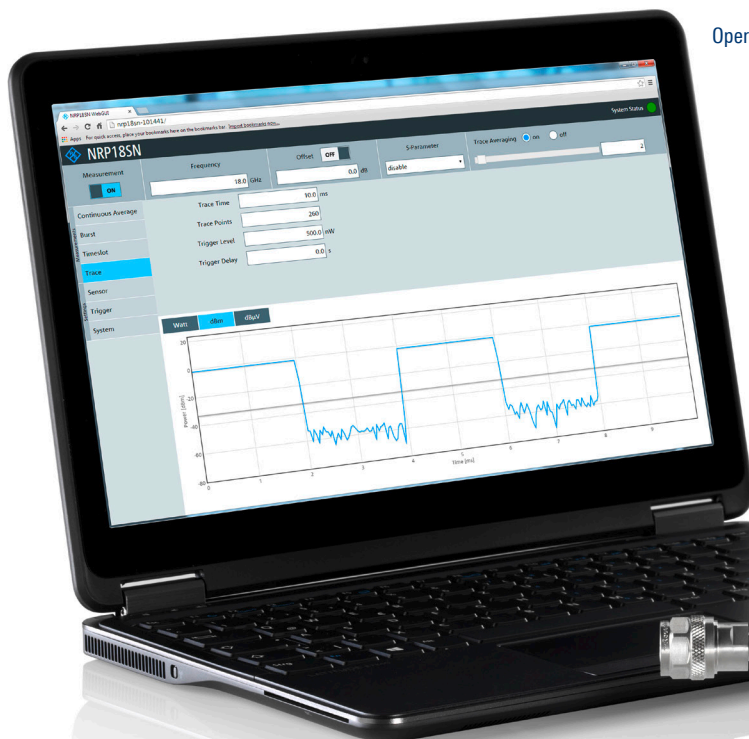 Oper
NRP18SN WebGUI
nrp18sn-101441/
Apps For quick access, place your bookmarks here on the bookmarks bar. Import bookmarks now...
NRP18SN
System Status
Measurement
ON
Frequency
18.0 GHz
Offset OFF
0.0 dB
S-Parameter
disable
Trace Averaging on off
2
Measurements
Continuous Average
Burst
Timeslot
Trace
Settings
Sensor
Trigger
System
Trace Time 10.0 ms
Trace Points 260
Trigger Level 500.0 nW
Trigger Delay 0.0 s
Watt dBm dBµV
Power [dBm]
20
0
-20
-40
-60
-80
0 1 2 3 4 5 6 7 8 9
Time [ms]